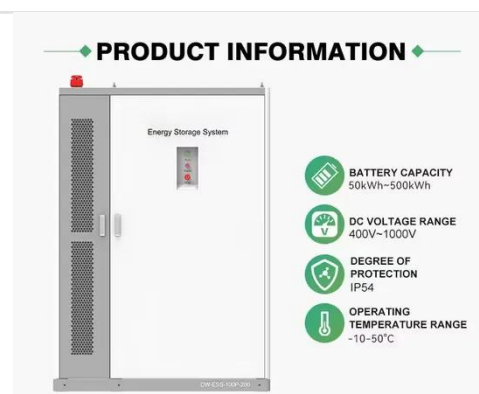 PRODUCT INFORMATION
Energy Storage System
BATTERY CAPACITY
50kWh~500kWh
DC VOLTAGE RANGE
400V~1000V
V
DEGREE OF
PROTECTION
IP54
OPERATING
TEMPERATURE RANGE
-10-50°C